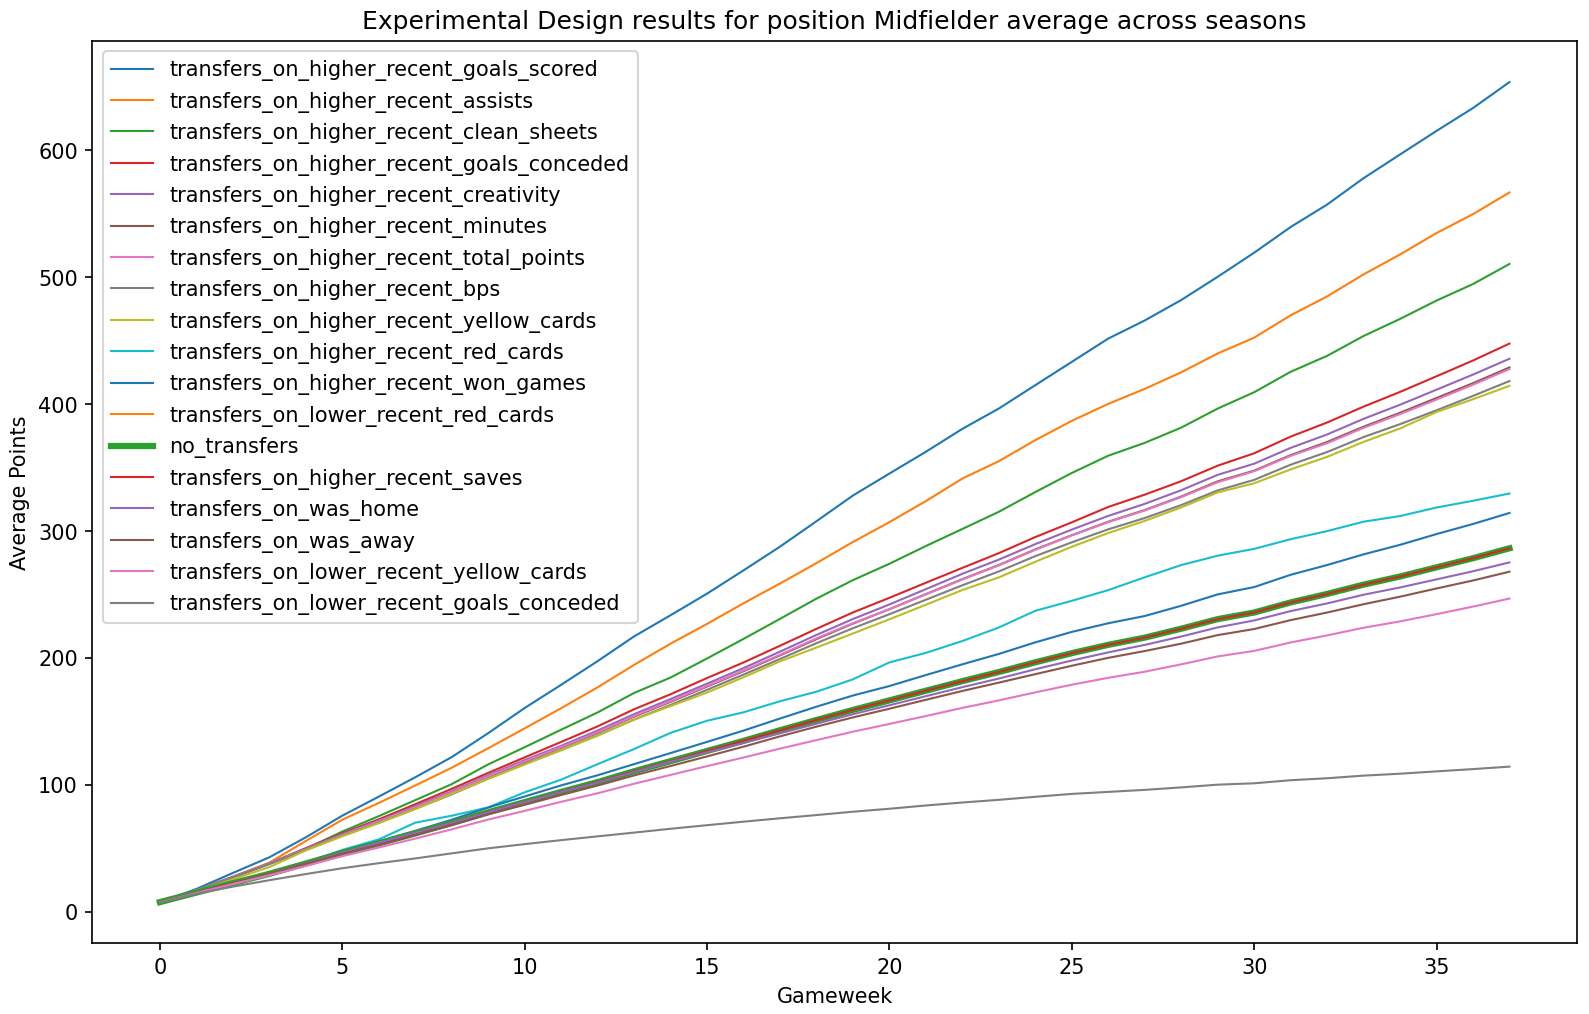 Experimental Design results for position Midfielder average across seasons
transfers_on_higher_recent_goals_scored
transfers_on_higher_recent_assists
transfers_on_higher_recent_clean_sheets
transfers_on_higher_recent_goals_conceded
transfers_on_higher_recent_creativity
transfers_on_higher_recent_minutes
transfers_on_higher_recent_total_points
transfers_on_higher_recent_bps
transfers_on_higher_recent_yellow_cards
transfers_on_higher_recent_red_cards
transfers_on_higher_recent_won_games
transfers_on_lower_recent_red_cards
no_transfers
transfers_on_higher_recent_saves
transfers_on_was_home
transfers_on_was_away
transfers_on_lower_recent_yellow_cards
transfers_on_lower_recent_goals_conceded
Average Points
600
500
400
300
200
100
0
0 5 10 15 20 25 30 35
Gameweek